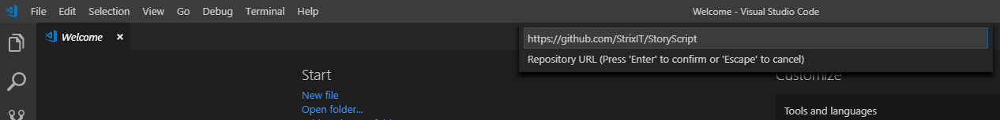 File Edit Selection View Go Debug Terminal Help Welcome - Visual Studio Code
Welcome ×
https://github.com/StrixIT/StoryScript
Repository URL (Press 'Enter' to confirm or 'Escape' to cancel)
Start
Customize
New file
Open folder...
Tools and languages